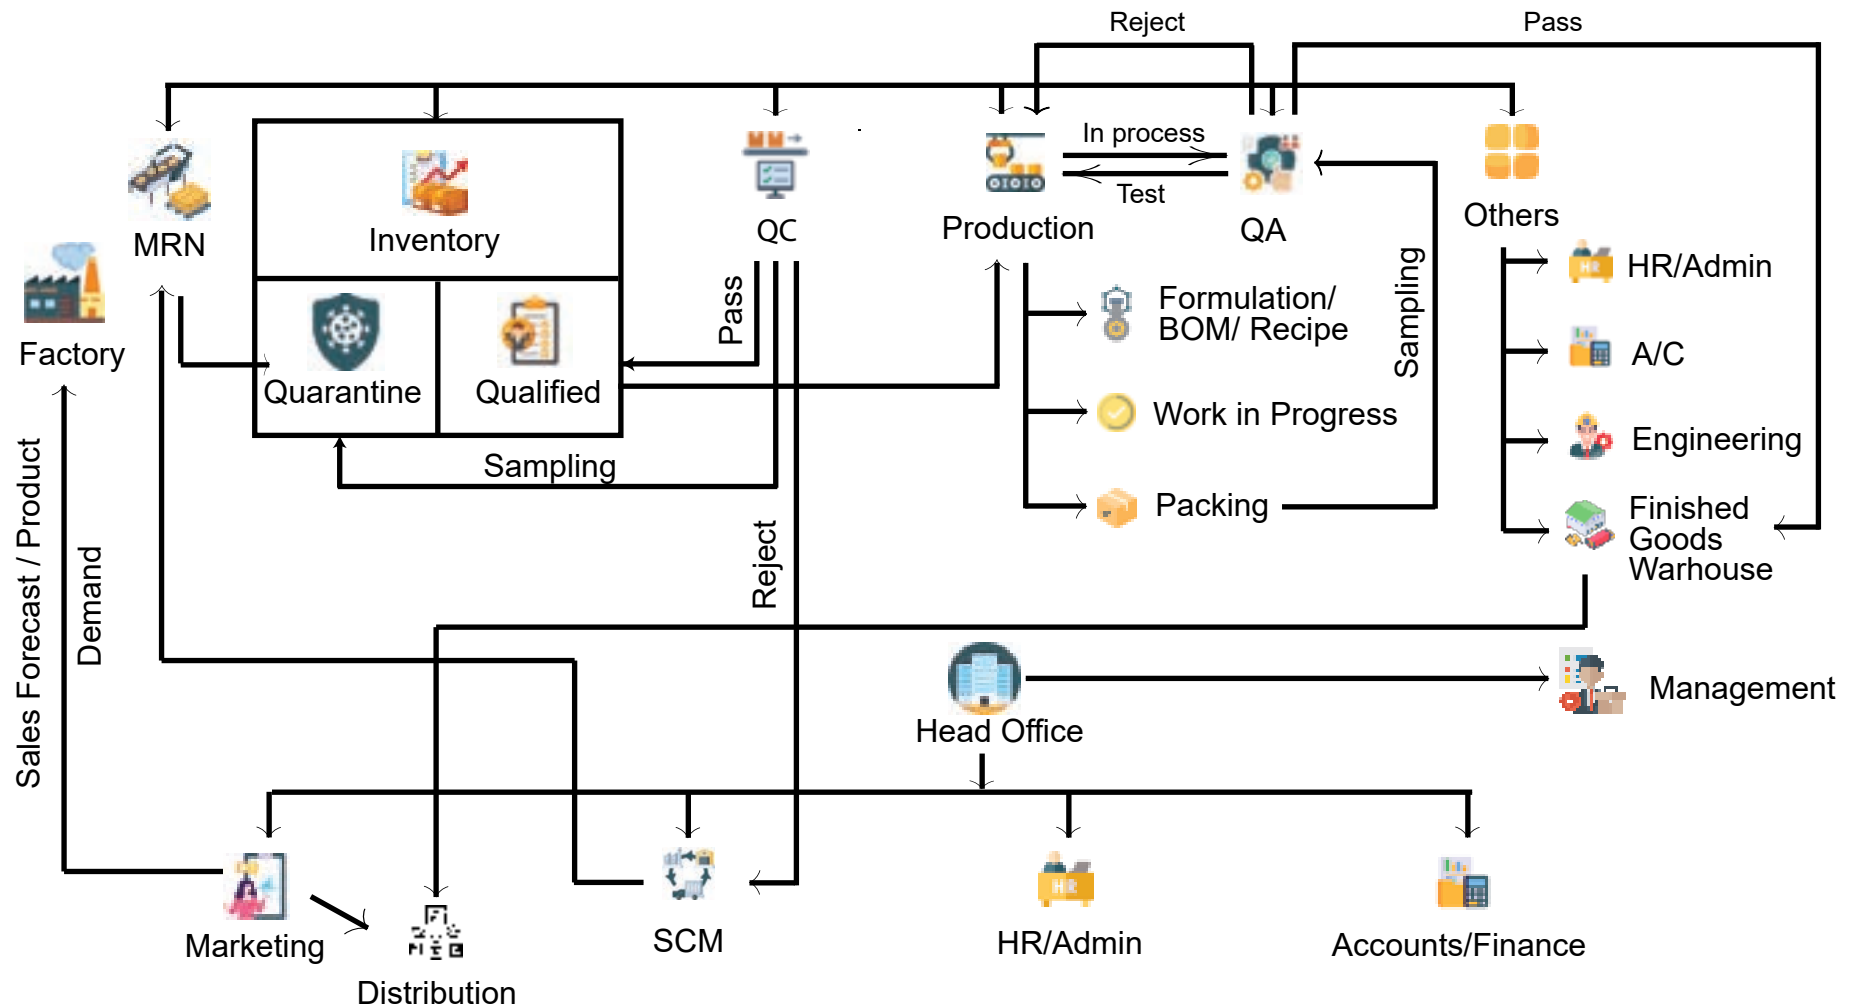 Reject
Pass
In process
Test
MRN
Inventory
QC
Production
QA
Others
HR/Admin
Factory
Quarantine
Qualified
Pass
Formulation/
BOM/ Recipe
Sampling
A/C
Work in Progress
Engineering
Sampling
Packing
Finished
Goods
Warhouse
Sales Forecast / Product
Demand
Reject
Head Office
Management
Marketing
SCM
HR/Admin
Accounts/Finance
Distribution
HR
HR